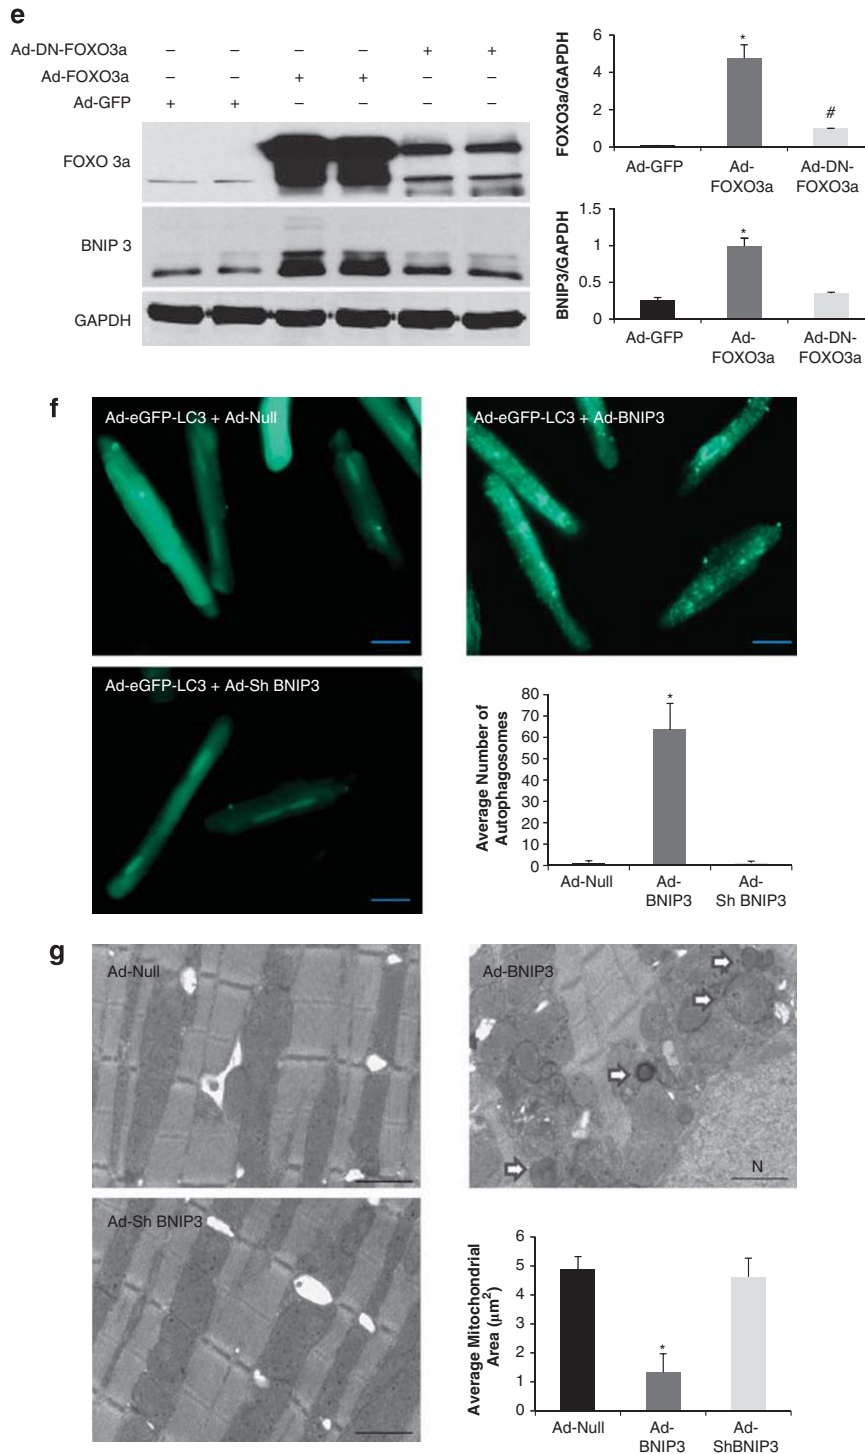 e
Ad-DN-FOXO3a – – – – + +
Ad-FOXO3a – – + + – –
Ad-GFP + + – – – –
FOXO 3a
BNIP 3
GAPDH
FOXO3a/GAPDH
6
4
2
0
*
#
Ad-GFP
Ad-
FOXO3a
Ad-DN-
FOXO3a
BNIP3/GAPDH
1.5
1
0.5
0
*
Ad-GFP
Ad-
FOXO3a
Ad-DN-
FOXO3a
f
Ad-eGFP-LC3 + Ad-Null
Ad-eGFP-LC3 + Ad-BNIP3
Ad-eGFP-LC3 + Ad-Sh BNIP3
Average Number of
Autophagosomes
80
70
60
50
40
30
20
10
0
*
Ad-Null
Ad-
BNIP3
Ad-
Sh BNIP3
g
Ad-Null
Ad-BNIP3
N
Ad-Sh BNIP3
Average Mitochondrial
Area (μm²)
6
5
4
3
2
1
0
*
Ad-Null
Ad-
BNIP3
Ad-
ShBNIP3